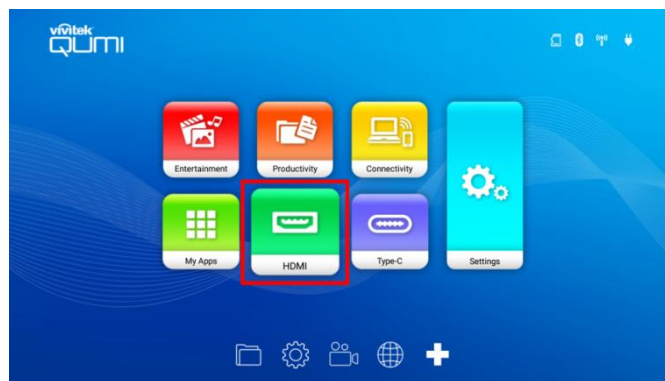 vivitek
QUMI
Entertainment
Productivity
Connectivity
My Apps
HDMI
Type-C
Settings